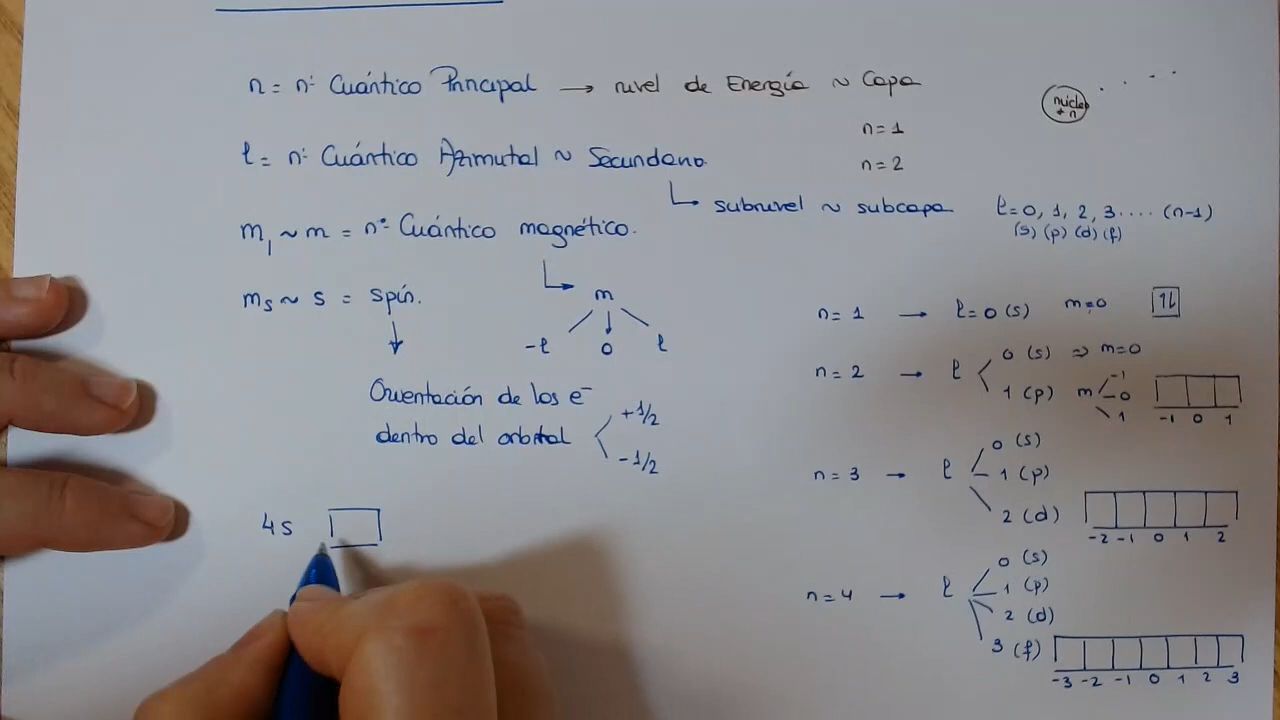 n = nº Cuántico Principal → nivel de Energía ~ Capa
n = 1
n = 2
núcleo
+ n
l = nº Cuántico Azimutal ~ Secundario.
↳ subnivel ~ subcapa
l = 0, 1, 2, 3 .... (n-1)
(s) (p) (d) (f)
m, ~ m = nº Cuántico magnético.
↳ m
-l 0 l
ms ~ s = spín.
↓
Orientación de los e⁻
dentro del orbital
+1/2
-1/2
4s
n = 1 → l = 0 (s) m=0 1L
n = 2 → l
0 (s) ⇒ m=0
1 (p) m
-1
0
1
-1 0 1
n = 3 → l
0 (s)
1 (p)
2 (d)
-2 -1 0 1 2
n = 4 → l
0 (s)
1 (p)
2 (d)
3 (f)
-3 -2 -1 0 1 2 3